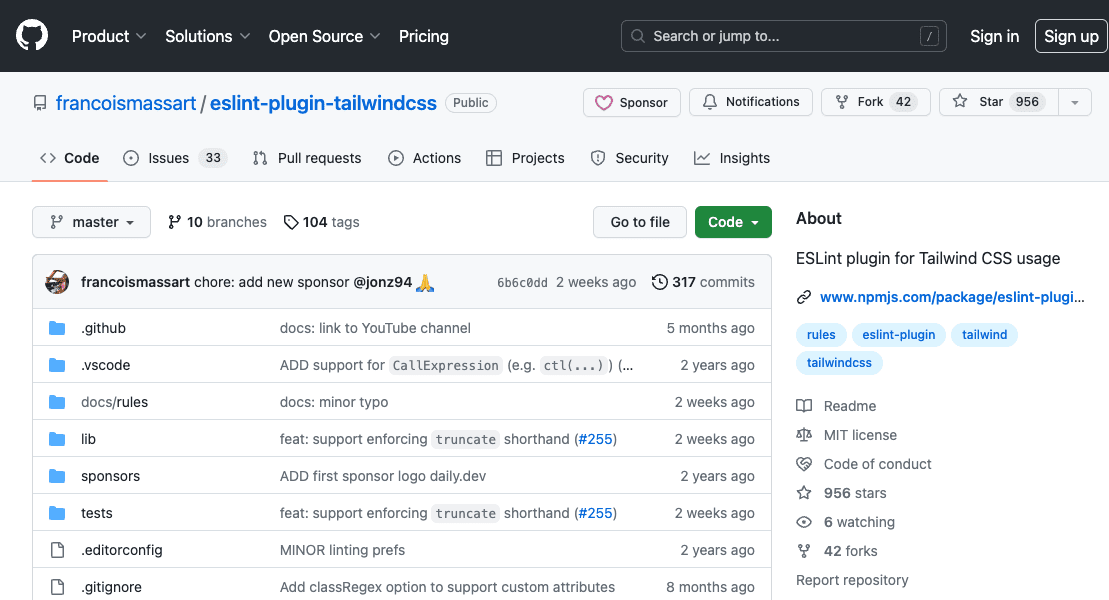 Product Solutions Open Source Pricing Search or jump to... / Sign in Sign up
francoismassart / eslint-plugin-tailwindcss Public Sponsor Notifications Fork 42 Star 956
Code Issues 33 Pull requests Actions Projects Security Insights
master 10 branches 104 tags Go to file Code
francoismassart chore: add new sponsor @jonz94 🙏 6b6c0dd 2 weeks ago 317 commits
.github docs: link to YouTube channel 5 months ago
.vscode ADD support for CallExpression (e.g. ctl(...)) (... 2 years ago
docs/rules docs: minor typo 2 weeks ago
lib feat: support enforcing truncate shorthand (#255) 2 weeks ago
sponsors ADD first sponsor logo daily.dev 2 years ago
tests feat: support enforcing truncate shorthand (#255) 2 weeks ago
.editorconfig MINOR linting prefs 2 years ago
.gitignore Add classRegex option to support custom attributes 8 months ago
About
ESLint plugin for Tailwind CSS usage
www.npmjs.com/package/eslint-plugi...
rules eslint-plugin tailwind
tailwindcss
Readme
MIT license
Code of conduct
956 stars
6 watching
42 forks
Report repository